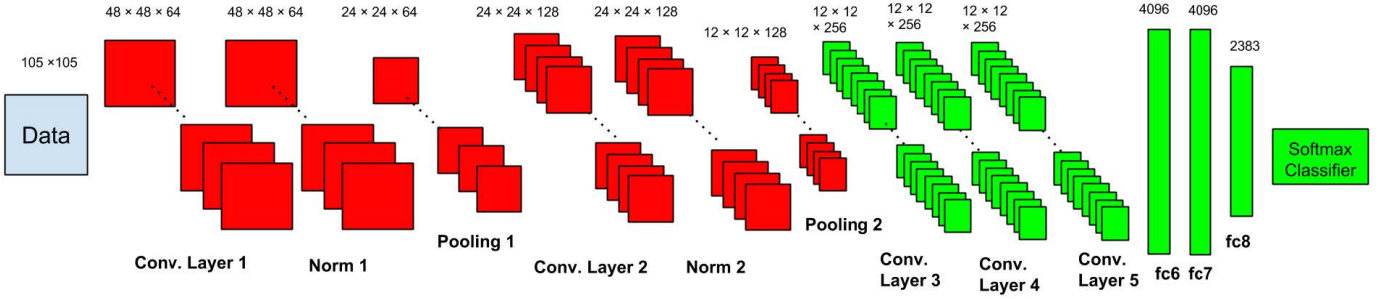 48 × 48 × 64
48 × 48 × 64
24 × 24 × 64
24 × 24 × 128
24 × 24 × 128
12 × 12 × 128
12 × 12
× 256
12 × 12
× 256
12 × 12
× 256
4096
4096
2383
105 ×105
Data
Softmax
Classifier
Conv. Layer 1
Norm 1
Pooling 1
Conv. Layer 2
Norm 2
Pooling 2
Conv.
Layer 3
Conv.
Layer 4
Conv.
Layer 5
fc6
fc7
fc8